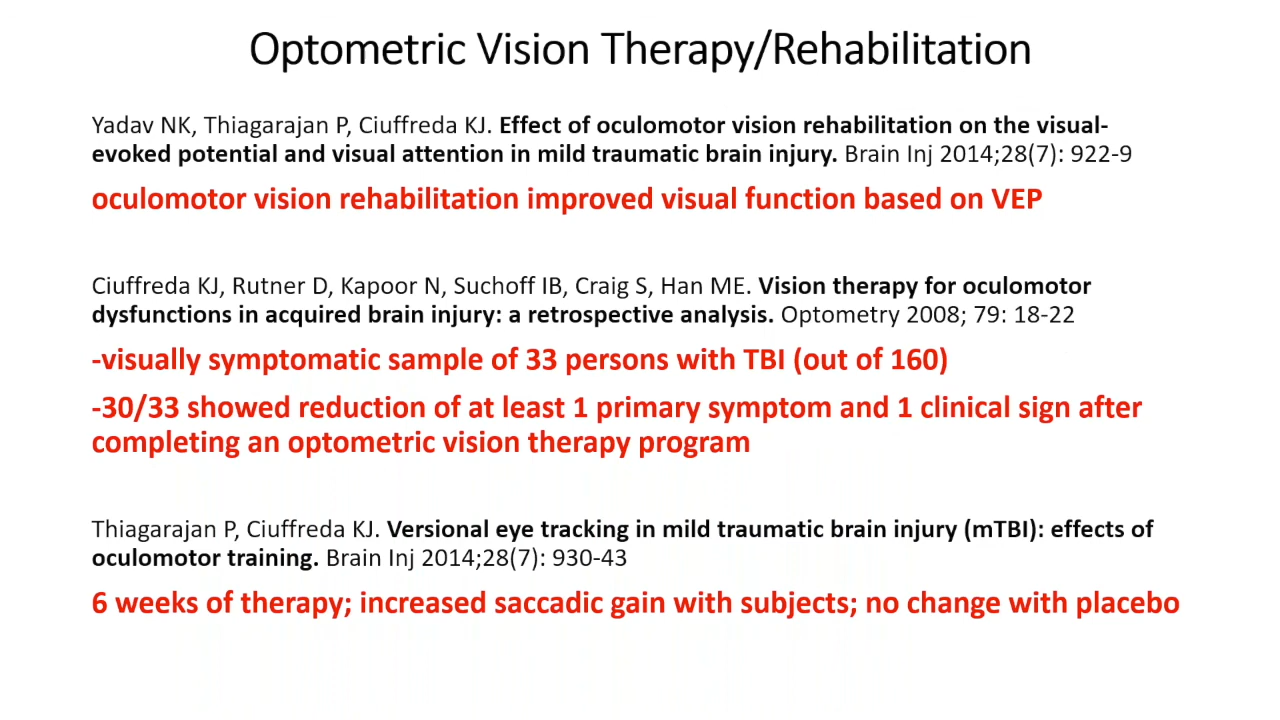 Optometric Vision Therapy/Rehabilitation
Yadav NK, Thiagarajan P, Ciuffreda KJ. Effect of oculomotor vision rehabilitation on the visual-
evoked potential and visual attention in mild traumatic brain injury. Brain Inj 2014;28(7): 922-9
oculomotor vision rehabilitation improved visual function based on VEP
Ciuffreda KJ, Rutner D, Kapoor N, Suchoff IB, Craig S, Han ME. Vision therapy for oculomotor
dysfunctions in acquired brain injury: a retrospective analysis. Optometry 2008; 79: 18-22
-visually symptomatic sample of 33 persons with TBI (out of 160)
-30/33 showed reduction of at least 1 primary symptom and 1 clinical sign after
completing an optometric vision therapy program
Thiagarajan P, Ciuffreda KJ. Versional eye tracking in mild traumatic brain injury (mTBI): effects of
oculomotor training. Brain Inj 2014;28(7): 930-43
6 weeks of therapy; increased saccadic gain with subjects; no change with placebo